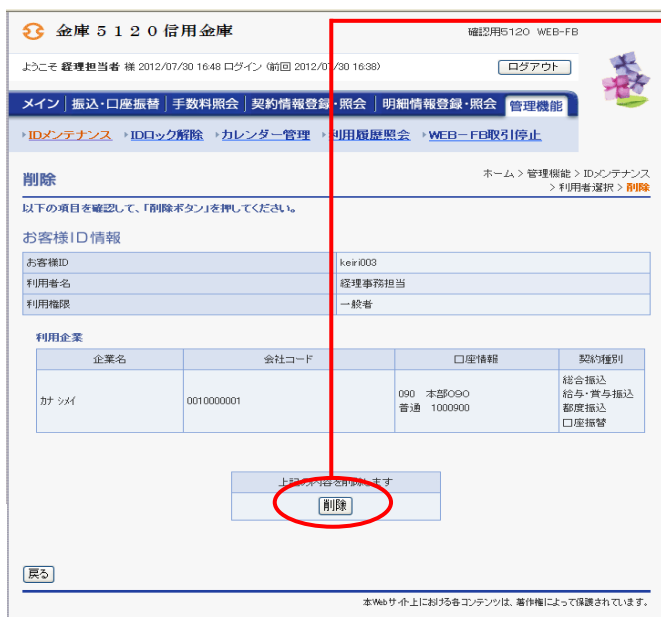 金庫５１２０信用金庫
確認用5120 WEB-FB
ようこそ 経理担当者 様 2012/07/30 16:48 ログイン (前回 2012/07/30 16:38)
ログアウト
メイン 振込・口座振替 手数料照会 契約情報登録・照会 明細情報登録・照会 管理機能
IDメンテナンス IDロック解除 カレンダー管理 利用履歴照会 WEB－FB取引停止
削除
ホーム > 管理機能 > IDメンテナンス
> 利用者選択 > 削除
以下の項目を確認して、「削除ボタン」を押してください。
お客様ID情報
お客様ID keiri003
利用者名 経理事務担当
利用権限 一般者
利用企業
企業名 会社コード 口座情報 契約種別
カナ シメイ 0010000001
090 本部090
普通 1000900
総合振込
給与・賞与振込
都度振込
口座振替
上記の内容を削除します
削除
戻る
本Webサイト上における各コンテンツは、著作権によって保護されています。